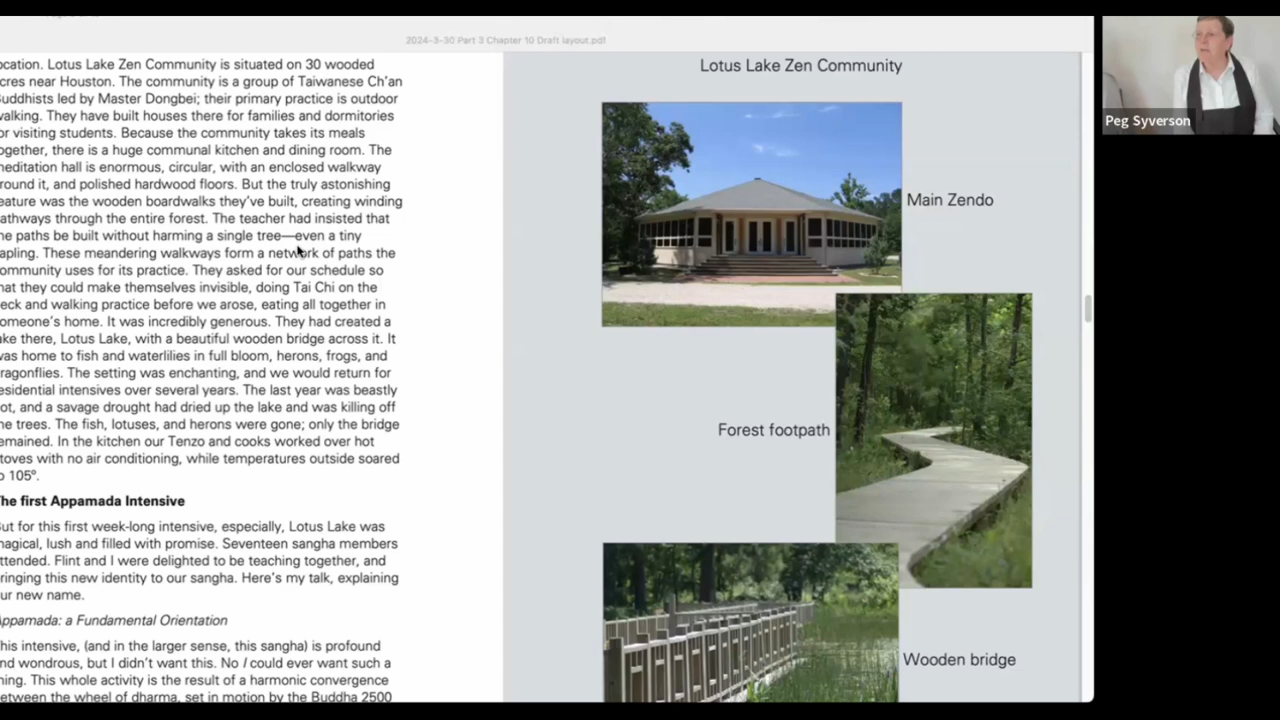 2024-3-30 Part 3 Chapter 10 Draft layout.pdf
ocation. Lotus Lake Zen Community is situated on 30 wooded
cres near Houston. The community is a group of Taiwanese Ch'an
uddhists led by Master Dongbei; their primary practice is outdoor
valking. They have built houses there for families and dormitories
or visiting students. Because the community takes its meals
ogether, there is a huge communal kitchen and dining room. The
neditation hall is enormous, circular, with an enclosed walkway
round it, and polished hardwood floors. But the truly astonishing
eature was the wooden boardwalks they've built, creating winding
athways through the entire forest. The teacher had insisted that
he paths be built without harming a single tree—even a tiny
apling. These meandering walkways form a network of paths the
ommunity uses for its practice. They asked for our schedule so
hat they could make themselves invisible, doing Tai Chi on the
eck and walking practice before we arose, eating all together in
omeone's home. It was incredibly generous. They had created a
ake there, Lotus Lake, with a beautiful wooden bridge across it. It
vas home to fish and waterlilies in full bloom, herons, frogs, and
ragonflies. The setting was enchanting, and we would return for
esidential intensives over several years. The last year was beastly
ot, and a savage drought had dried up the lake and was killing off
he trees. The fish, lotuses, and herons were gone; only the bridge
emained. In the kitchen our Tenzo and cooks worked over hot
toves with no air conditioning, while temperatures outside soared
o 105º.
The first Appamada Intensive
ut for this first week-long intensive, especially, Lotus Lake was
nagical, lush and filled with promise. Seventeen sangha members
ttended. Flint and I were delighted to be teaching together, and
ringing this new identity to our sangha. Here's my talk, explaining
ur new name.
Appamada: a Fundamental Orientation
his intensive, (and in the larger sense, this sangha) is profound
nd wondrous, but I didn't want this. No I could ever want such a
hing. This whole activity is the result of a harmonic convergence
etween the wheel of dharma, set in motion by the Buddha 2500
Lotus Lake Zen Community
Main Zendo
Forest footpath
Wooden bridge
Peg Syverson